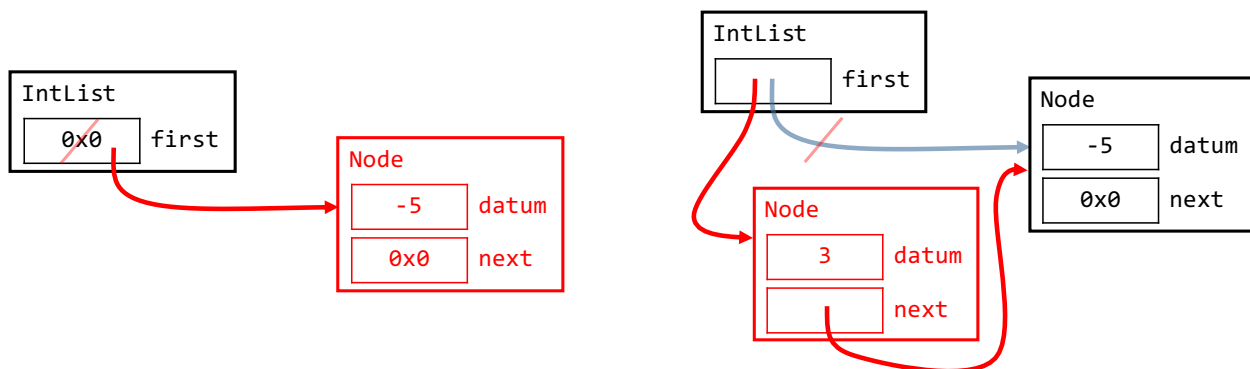 IntList
0x0 first
Node
-5 datum
0x0 next
IntList
first
Node
-5 datum
0x0 next
Node
3 datum
next